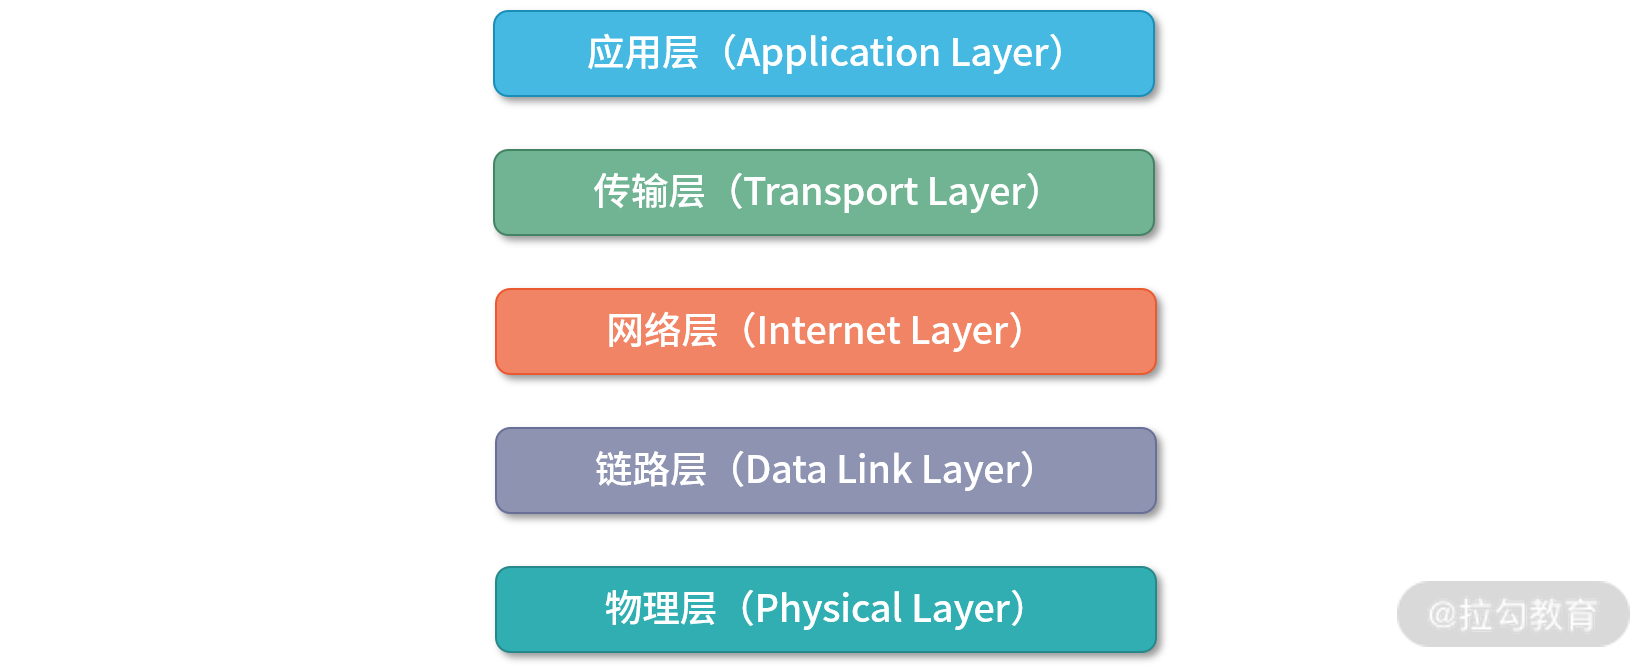 应用层（Application Layer）
传输层（Transport Layer）
网络层（Internet Layer）
链路层（Data Link Layer）
物理层（Physical Layer）
@拉勾教育